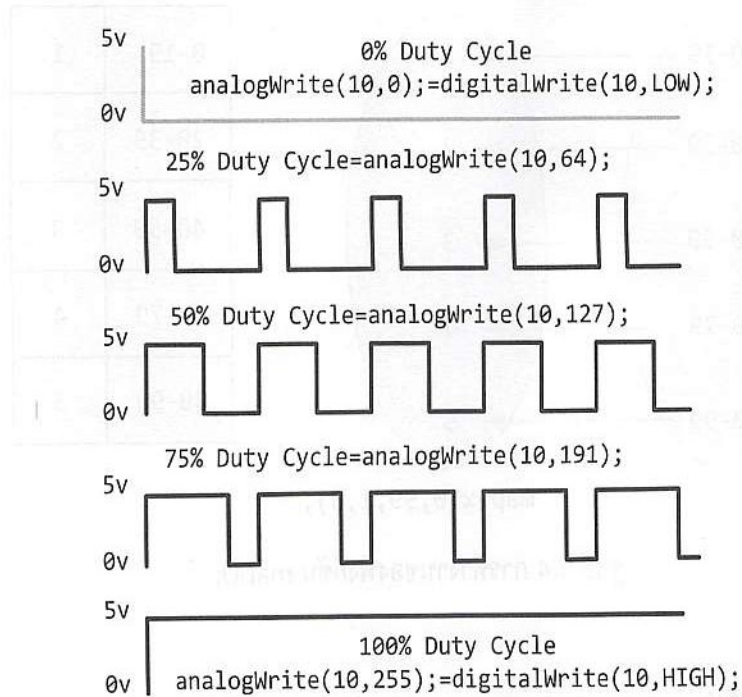 5v
0% Duty Cycle
analogWrite(10,0);=digitalWrite(10,LOW);
0v
25% Duty Cycle=analogWrite(10,64);
5v
0v
50% Duty Cycle=analogWrite(10,127);
5v
0v
75% Duty Cycle=analogWrite(10,191);
5v
0v
5v
100% Duty Cycle
0v
analogWrite(10,255);=digitalWrite(10,HIGH);